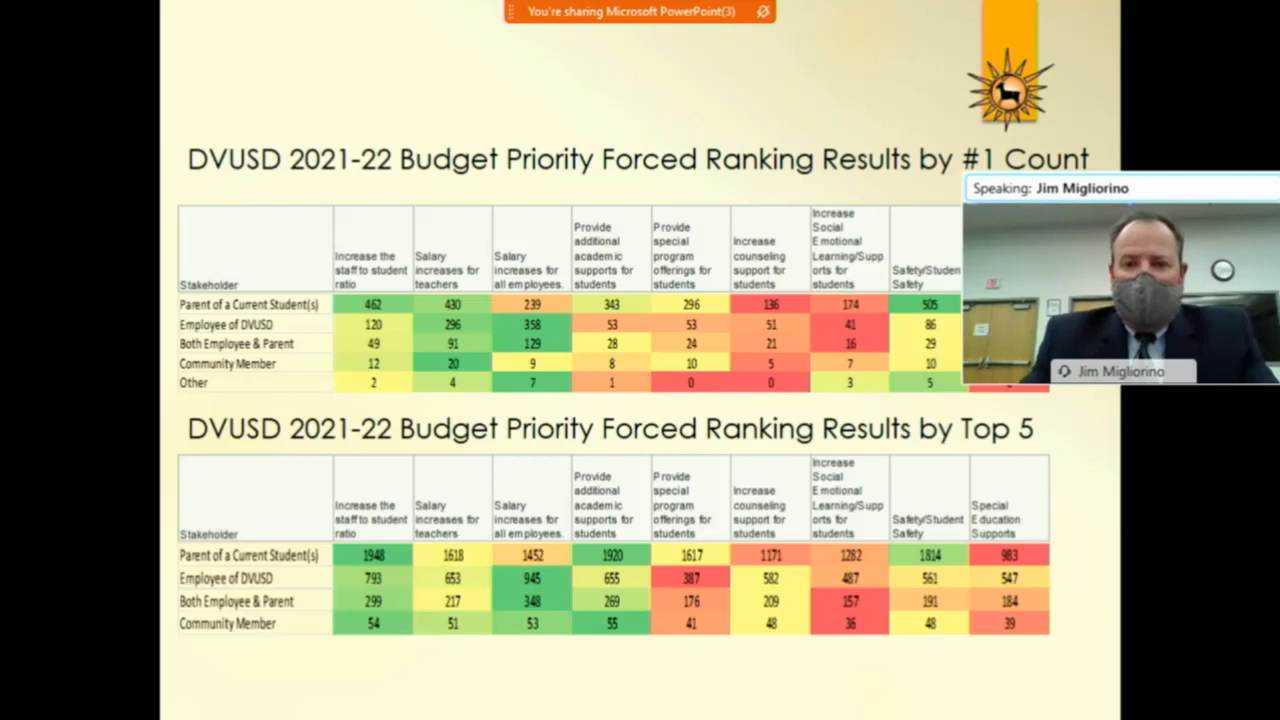 You're sharing Microsoft PowerPoint(3)
DVUSD 2021-22 Budget Priority Forced Ranking Results by #1 Count
Speaking: Jim Migliorino
Stakeholder Increase the staff to student ratio Salary increases for teachers Salary increases for all employees. Provide additional academic supports for students Provide special program offerings for students Increase counseling support for students Increase Social Emotional Learning/Supports for students Safety/Student Safety
Parent of a Current Student(s) 462 430 239 343 296 136 174 505
Employee of DVUSD 120 296 358 53 53 51 41 86
Both Employee & Parent 49 91 129 28 24 21 16 29
Community Member 12 20 9 8 10 5 7 10
Other 2 4 7 1 0 0 3 5
Jim Migliorino
DVUSD 2021-22 Budget Priority Forced Ranking Results by Top 5
Stakeholder Increase the staff to student ratio Salary increases for teachers Salary increases for all employees. Provide additional academic supports for students Provide special program offerings for students Increase counseling support for students Increase Social Emotional Learning/Supports for students Safety/Student Safety Special Education Supports
Parent of a Current Student(s) 1948 1618 1452 1920 1617 1171 1282 1814 983
Employee of DVUSD 793 653 945 655 387 582 487 561 547
Both Employee & Parent 299 217 348 269 176 209 157 191 184
Community Member 54 51 53 55 41 48 36 48 39